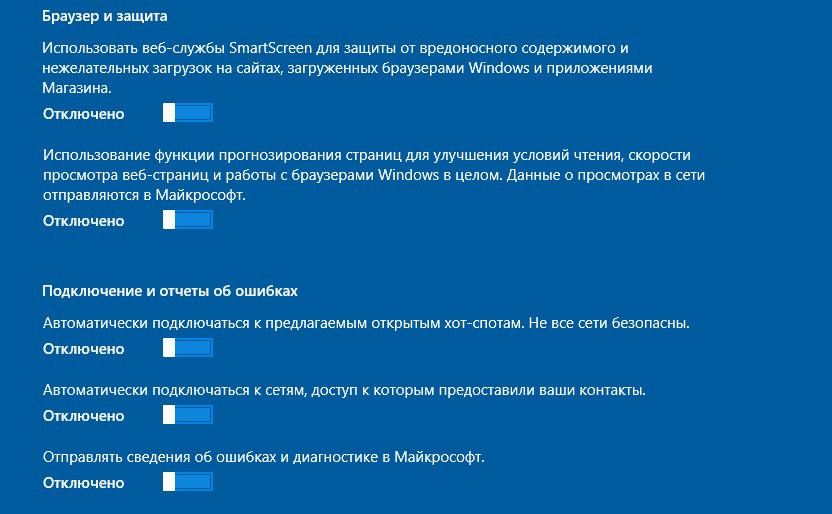 Браузер и защита
Использовать веб-службы SmartScreen для защиты от вредоносного содержимого и
нежелательных загрузок на сайтах, загруженных браузерами Windows и приложениями
Магазина.
Отключено
Использование функции прогнозирования страниц для улучшения условий чтения, скорости
просмотра веб-страниц и работы с браузерами Windows в целом. Данные о просмотрах в сети
отправляются в Майкрософт.
Отключено
Подключение и отчеты об ошибках
Автоматически подключаться к предлагаемым открытым хот-спотам. Не все сети безопасны.
Отключено
Автоматически подключаться к сетям, доступ к которым предоставили ваши контакты.
Отключено
Отправлять сведения об ошибках и диагностике в Майкрософт.
Отключено